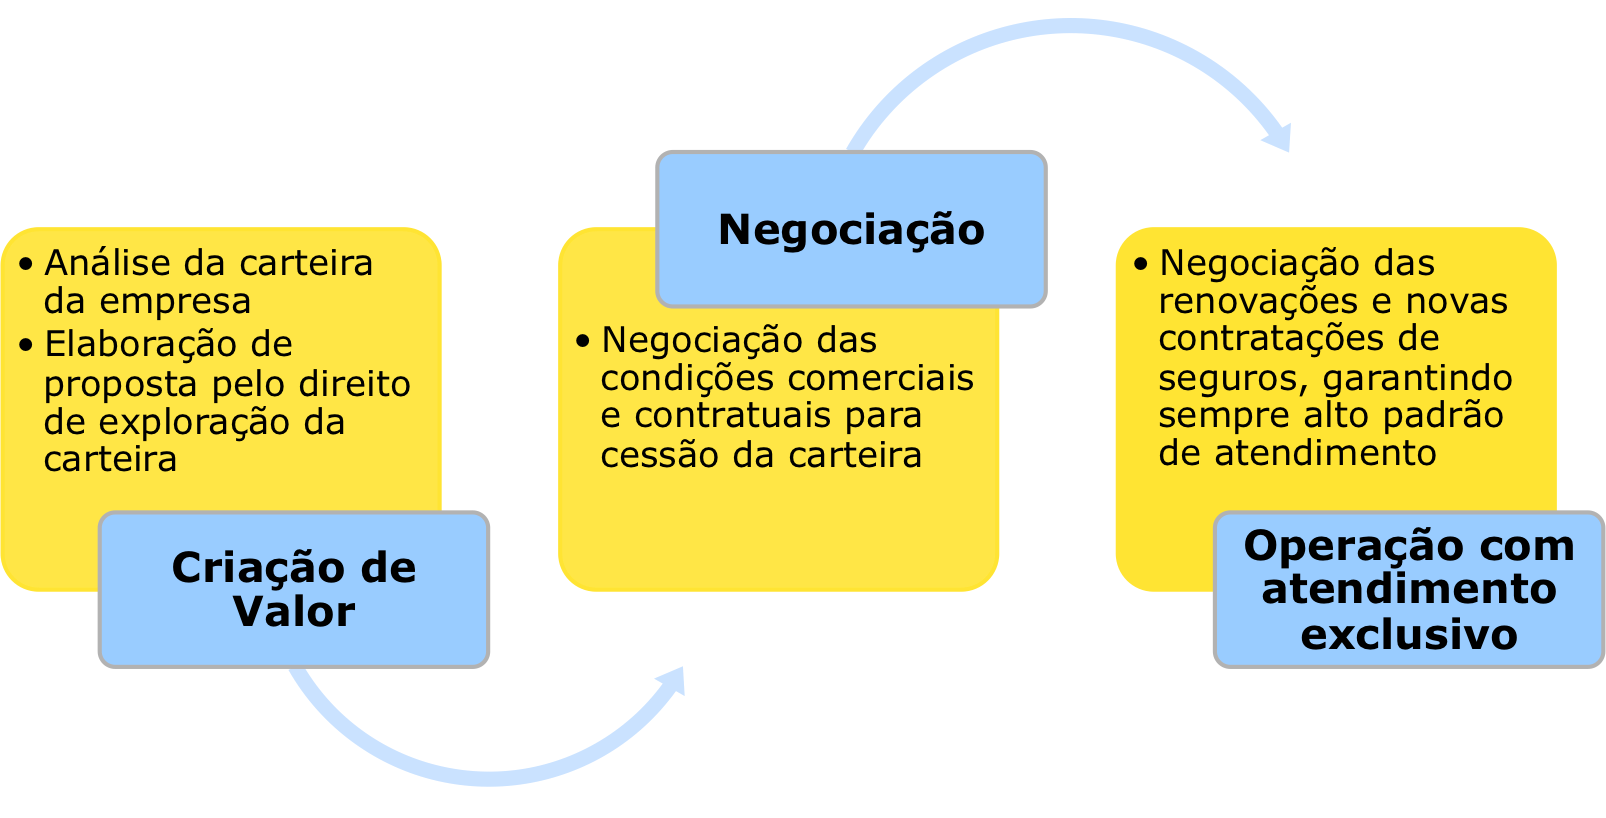 • Análise da carteira
da empresa
• Elaboração de
proposta pelo direito
de exploração da
carteira
Criação de
Valor
Negociação
• Negociação das
condições comerciais
e contratuais para
cessão da carteira
• Negociação das
renovações e novas
contratações de
seguros, garantindo
sempre alto padrão
de atendimento
Operação com
atendimento
exclusivo